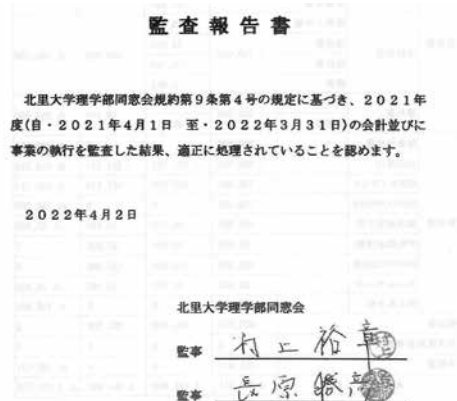 監査報告書
北里大学理学部同窓会規約第9条第4号の規定に基づき、2021年
度(自・2021年4月1日 至・2022年3月31日)の会計並びに
事業の執行を監査した結果、適正に処理されていることを認めます。
2022年4月2日
北里大学理学部同窓会
監事 村上裕章
監事 長原